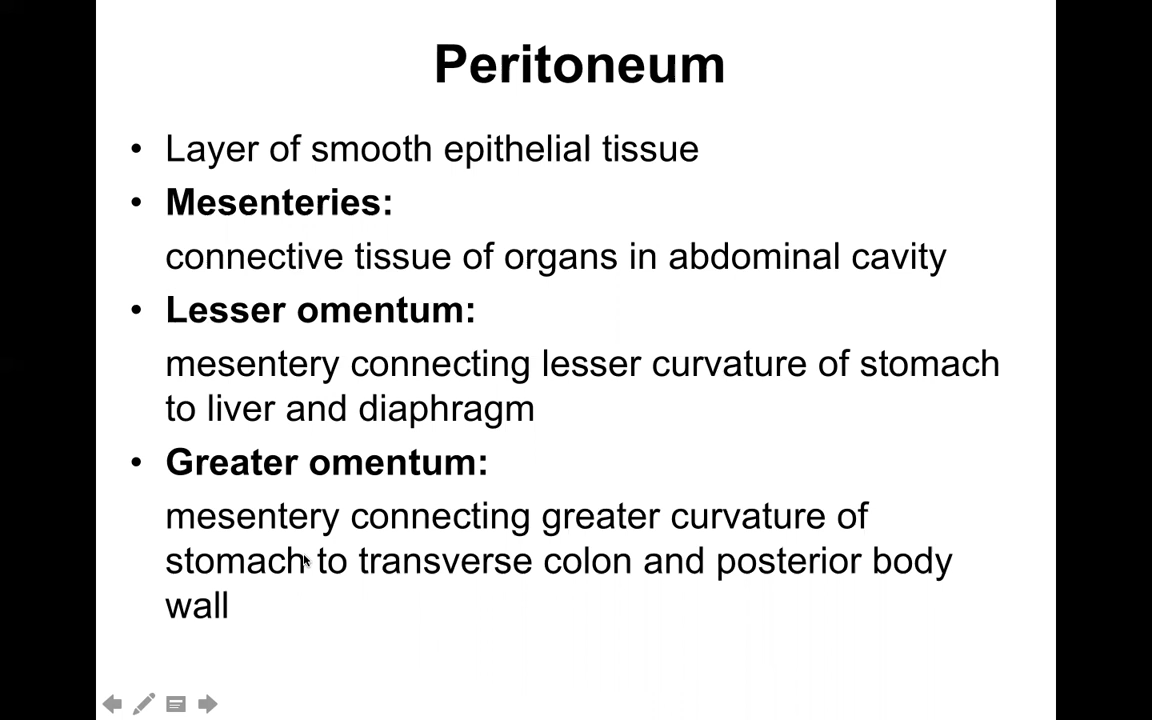 Peritoneum
• Layer of smooth epithelial tissue
• Mesenteries:
connective tissue of organs in abdominal cavity
• Lesser omentum:
mesentery connecting lesser curvature of stomach
to liver and diaphragm
• Greater omentum:
mesentery connecting greater curvature of
stomach to transverse colon and posterior body
wall